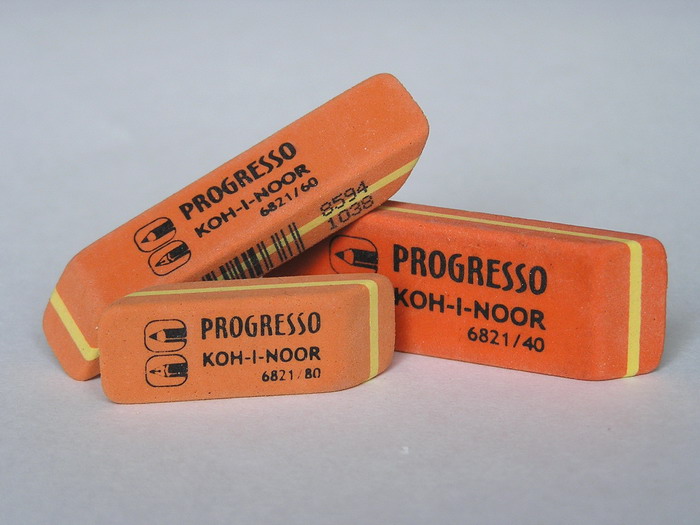 PROGRESSO
KOH-I-NOOR
6821/60
8594
1038
PROGRESSO
KOH-I-NOOR
6821/40
PROGRESSO
KOH-I-NOOR
6821/80